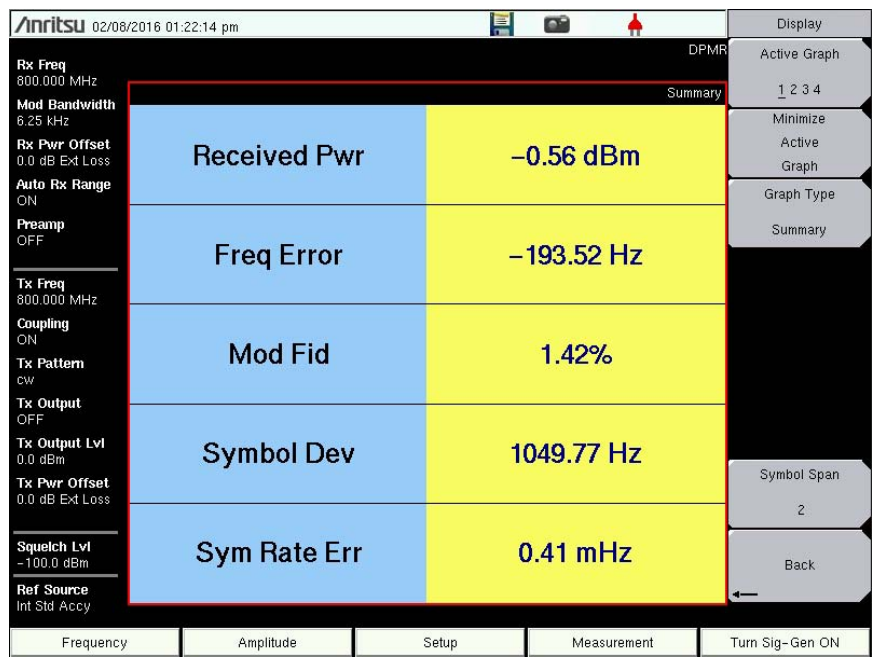 Anritsu 02/08/2016 01:22:14 pm
DPMR
Rx Freq
800.000 MHz
Mod Bandwidth
6.25 kHz
Rx Pwr Offset
0.0 dB Ext Loss
Auto Rx Range
ON
Preamp
OFF
Tx Freq
800.000 MHz
Coupling
ON
Tx Pattern
CW
Tx Output
OFF
Tx Output Lvl
0.0 dBm
Tx Pwr Offset
0.0 dB Ext Loss
Squelch Lvl
−100.0 dBm
Ref Source
Int Std Accy
Summary
Received Pwr −0.56 dBm
Freq Error −193.52 Hz
Mod Fid 1.42%
Symbol Dev 1049.77 Hz
Sym Rate Err 0.41 mHz
Display
Active Graph
1 2 3 4
Minimize
Active
Graph
Graph Type
Summary
Symbol Span
2
Back
Frequency Amplitude Setup Measurement Turn Sig-Gen ON